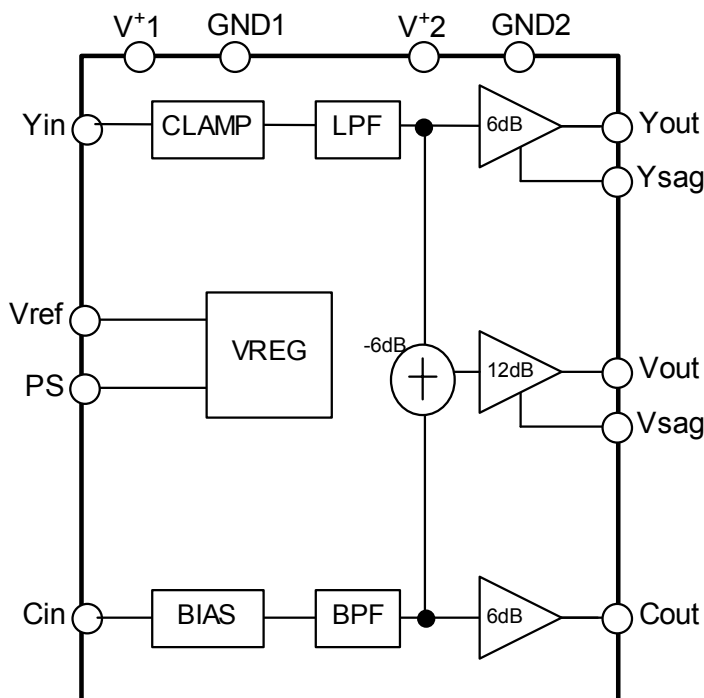 V⁺1 GND1 V⁺2 GND2
Yin CLAMP LPF 6dB Yout
Ysag
Vref VREG
PS
-6dB + 12dB Vout
Vsag
Cin BIAS BPF 6dB Cout